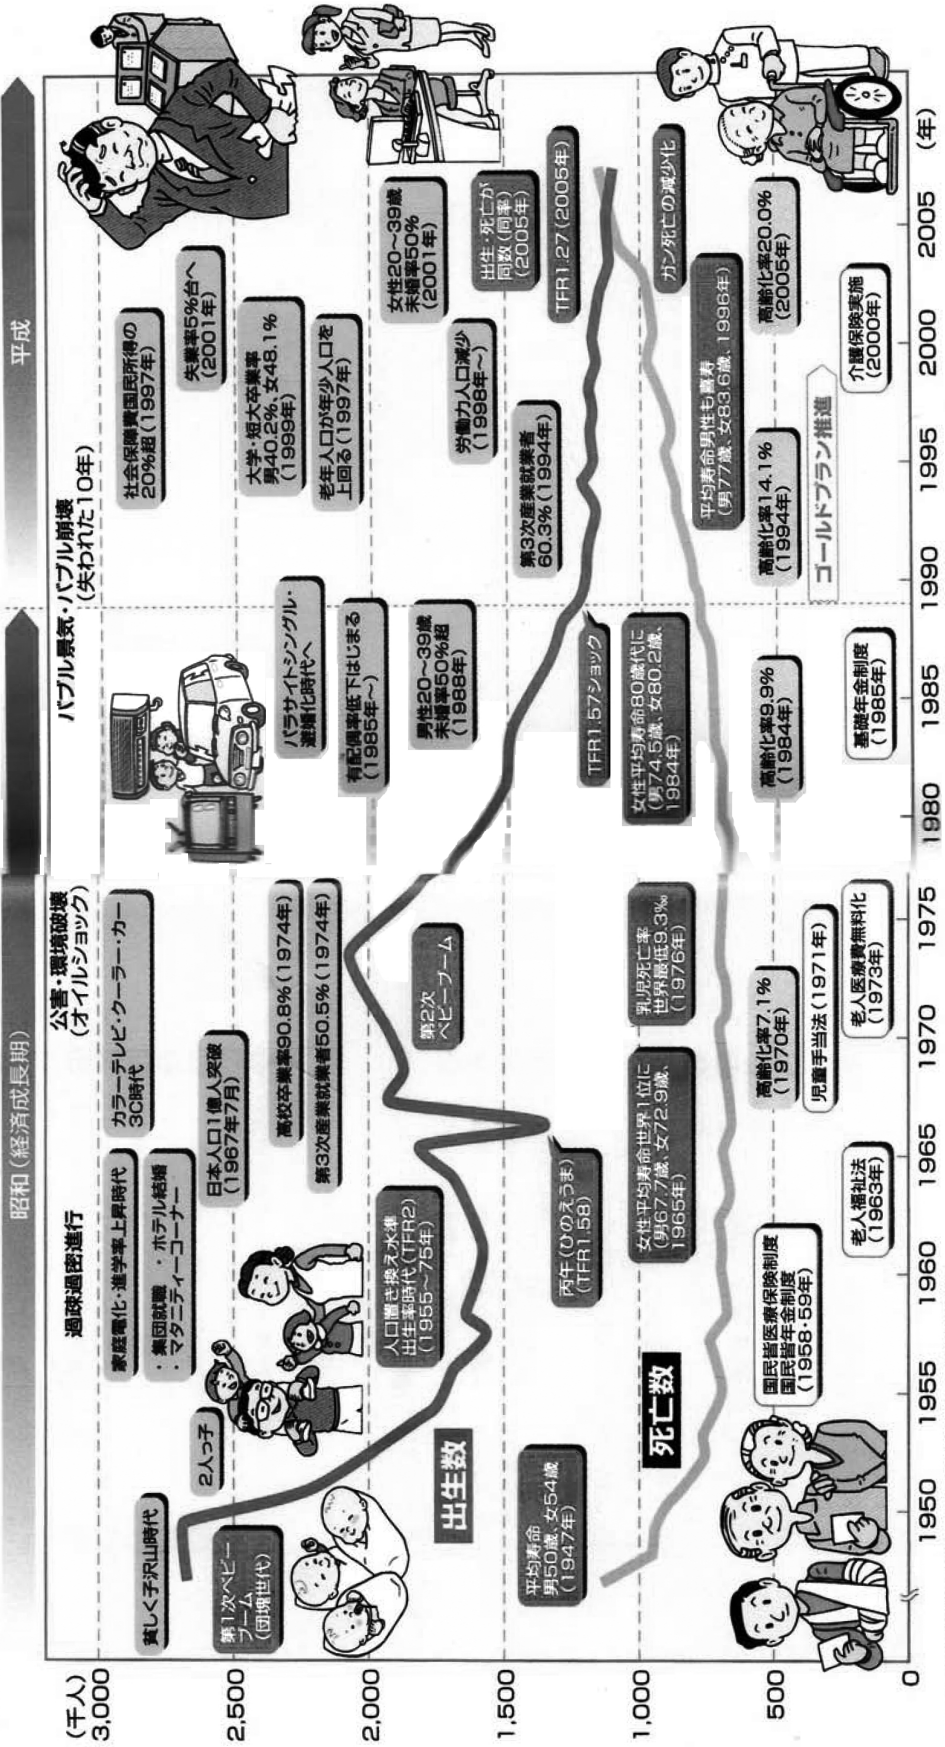 昭和(経済成長期)
平成
過疎過密進行
公害・環境破壊
(オイルショック)
バブル景気・バブル崩壊
(失われた10年)
(千人)
3,000
2,500
2,000
1,500
1,000
500
0
貧しく子沢山時代
家庭電化・進学率上昇時代
・集団就職 ・ホテル結婚
・マタニティーコーナー
カラーテレビ・クーラー・カー
3C時代
社会保障費国民所得の
20%超(1997年)
失業率5%台へ
(2001年)
2人っ子
日本人口1億人突破
(1967年7月)
第1次ベビー
ブーム
(団塊世代)
高校卒業率90.8%(1974年)
第3次産業就業者50.5%(1974年)
パラサイトシングル・
避婚化時代へ
大学・短大卒業率
男40.2%、女48.1%
(1999年)
有配偶率低下はじまる
(1985年~)
老年人口が年少人口を
上回る(1997年)
人口置き換え水準
出生率時代(TFR2)
(1955~75年)
第2次
ベビーブーム
男性20~39歳
未婚率50%超
(1988年)
女性20~39歳
未婚率50%
(2001年)
労働力人口減少
(1998年~)
出生・死亡が
同数(同率)
(2005年)
出生数
第3次産業就業者
60.3%(1994年)
TFR1.27(2005年)
平均寿命
男50歳、女54歳
(1947年)
丙午(ひのえうま)
(TFR1.58)
TFR1.57ショック
死亡数
女性平均寿命世界1位に
(男67.7歳、女72.9歳、
1965年)
乳児死亡率
世界最低9.3‰
(1976年)
女性平均寿命80歳代に
(男74.5歳、女80.2歳、
1984年)
平均寿命男性も喜寿
(男77歳、女83.6歳、1996年)
ガン死亡の減少化
高齢化率7.1%
(1970年)
高齢化率9.9%
(1984年)
高齢化率14.1%
(1994年)
高齢化率20.0%
(2005年)
国民皆医療保険制度
国民皆年金制度
(1958・59年)
児童手当法(1971年)
ゴールドプラン推進
老人福祉法
(1963年)
老人医療費無料化
(1973年)
基礎年金制度
(1985年)
介護保険実施
(2000年)
1950
1955
1960
1965
1970
1975
1980
1985
1990
1995
2000
2005
(年)